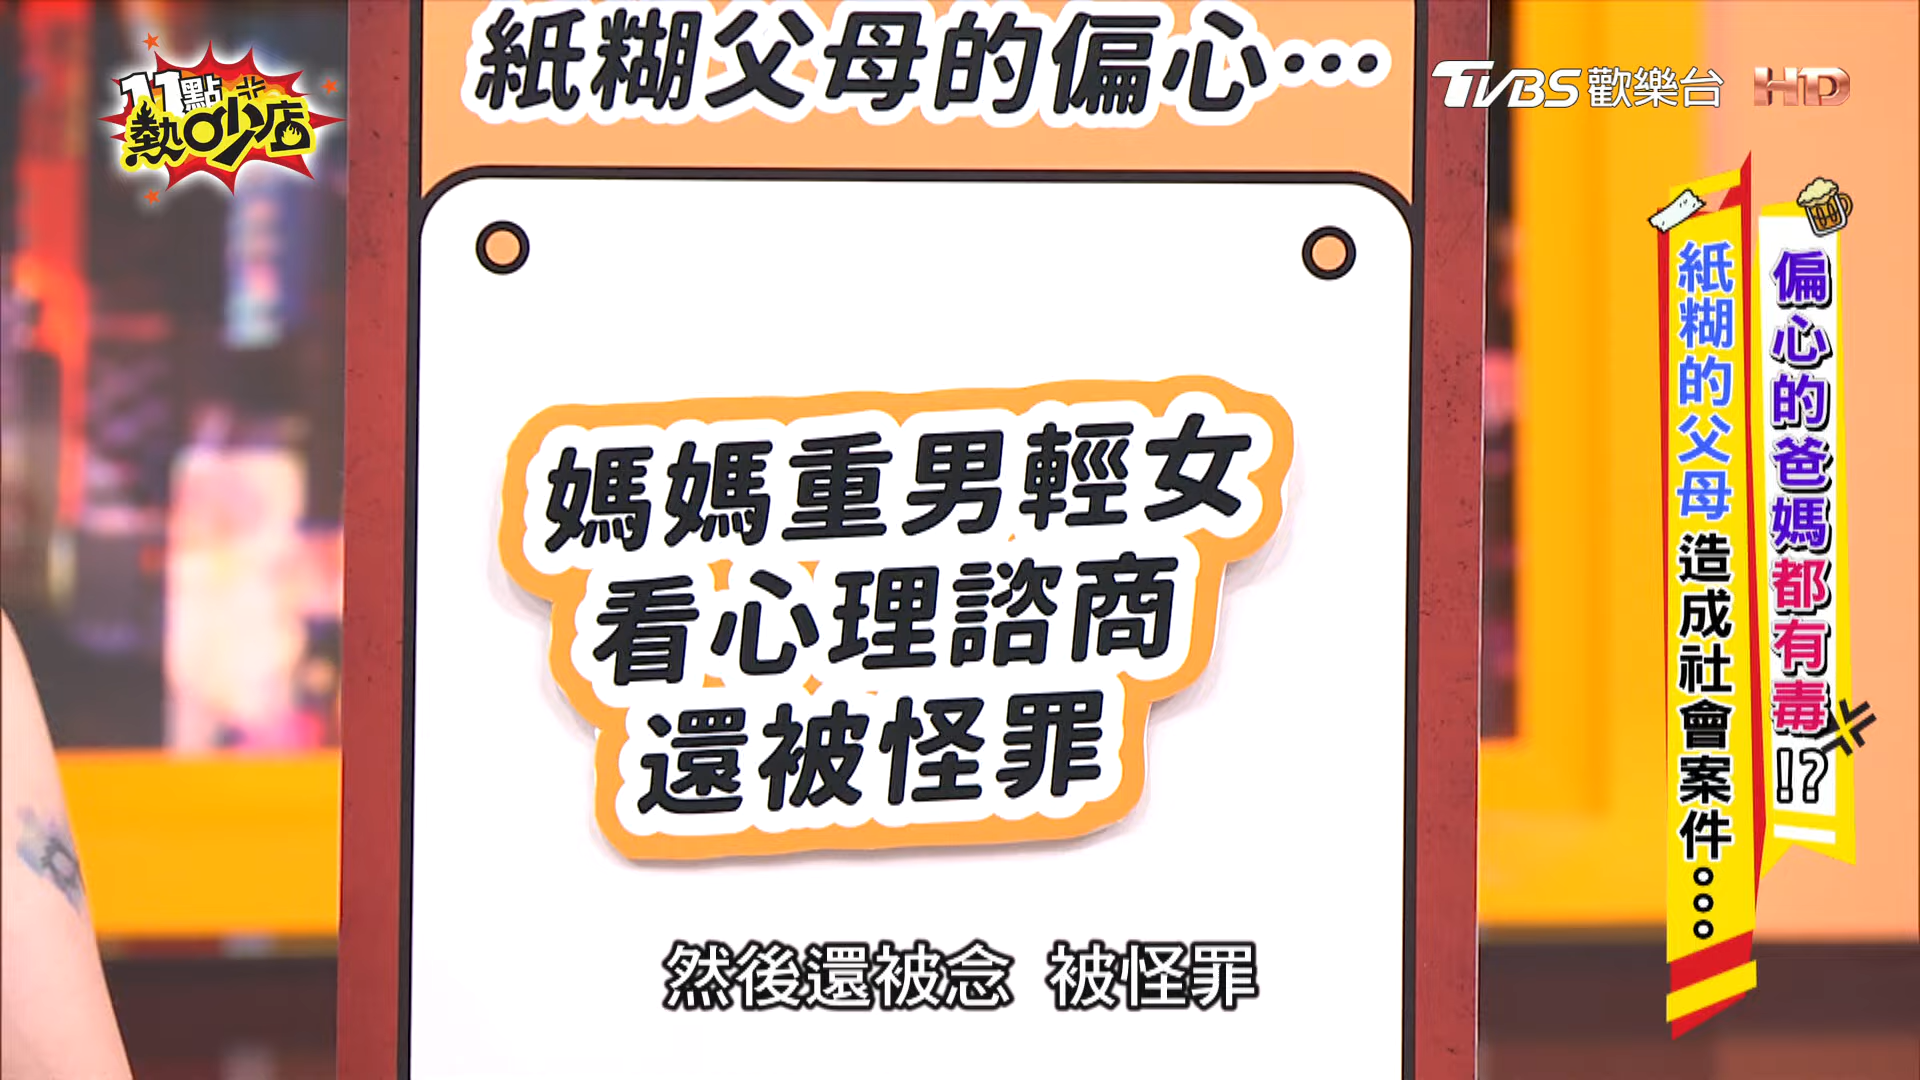 紙糊父母的偏心…
11點
熱吵店
TVBS歡樂台 HD
偏心的爸媽都有毒!?
紙糊的父母造成社會案件…
媽媽重男輕女
看心理諮商
還被怪罪
然後還被念 被怪罪